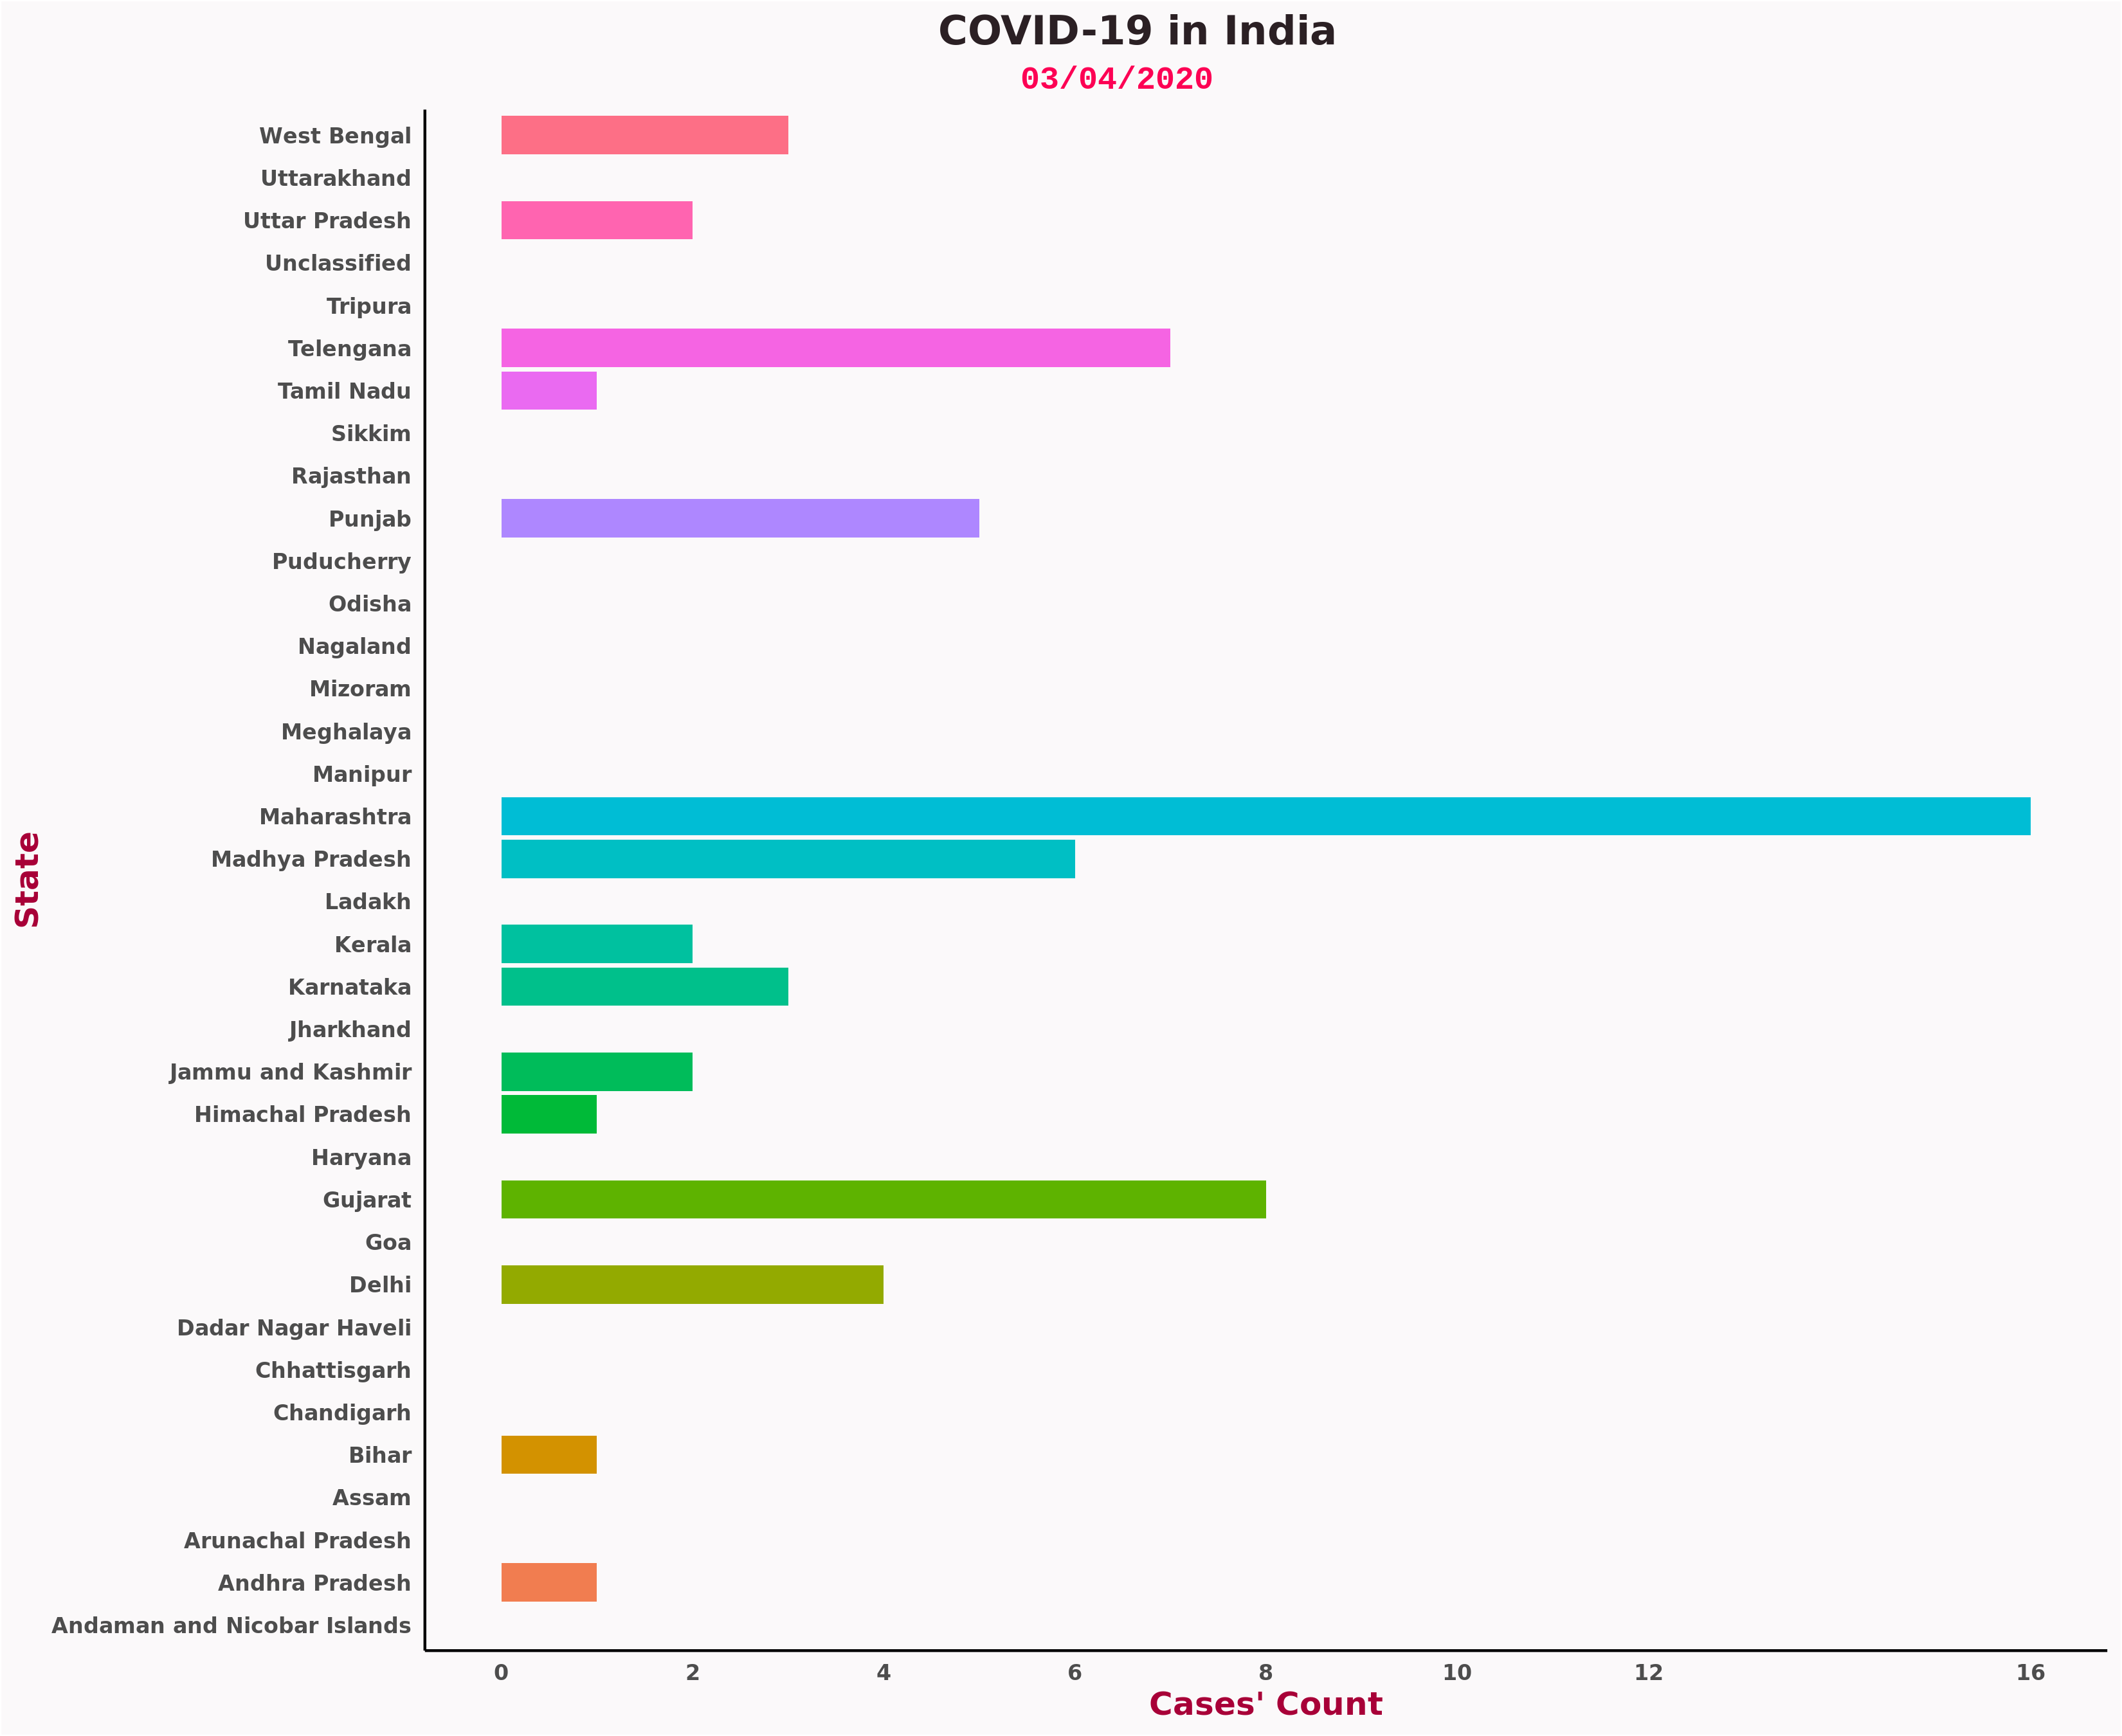 COVID-19 in India
03/04/2020
West Bengal
Uttarakhand
Uttar Pradesh
Unclassified
Tripura
Telengana
Tamil Nadu
Sikkim
Rajasthan
Punjab
Puducherry
Odisha
Nagaland
Mizoram
Meghalaya
Manipur
Maharashtra
Madhya Pradesh
Ladakh
Kerala
Karnataka
Jharkhand
Jammu and Kashmir
Himachal Pradesh
Haryana
Gujarat
Goa
Delhi
Dadar Nagar Haveli
Chhattisgarh
Chandigarh
Bihar
Assam
Arunachal Pradesh
Andhra Pradesh
Andaman and Nicobar Islands
State
0 2 4 6 8 10 12 16
Cases' Count